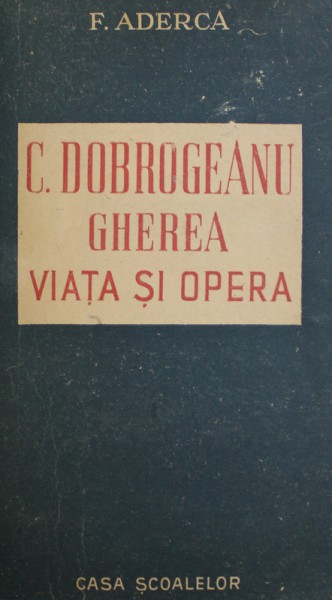 F. ADERCA
C. DOBROGEANU
GHEREA
VIAȚA ȘI OPERA
CASA ȘCOALELOR